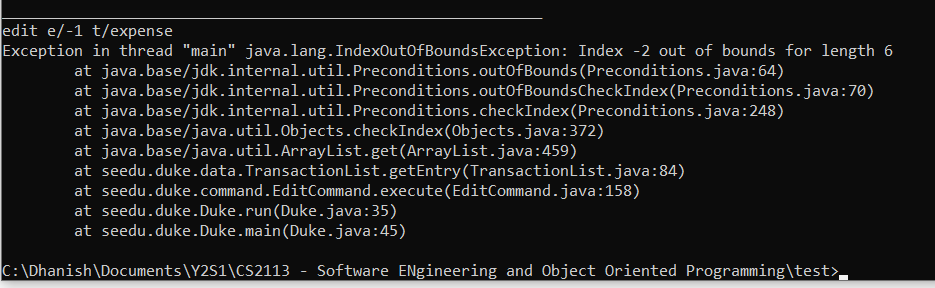 edit e/-1 t/expense
Exception in thread "main" java.lang.IndexOutOfBoundsException: Index -2 out of bounds for length 6
        at java.base/jdk.internal.util.Preconditions.outOfBounds(Preconditions.java:64)
        at java.base/jdk.internal.util.Preconditions.outOfBoundsCheckIndex(Preconditions.java:70)
        at java.base/jdk.internal.util.Preconditions.checkIndex(Preconditions.java:248)
        at java.base/java.util.Objects.checkIndex(Objects.java:372)
        at java.base/java.util.ArrayList.get(ArrayList.java:459)
        at seedu.duke.data.TransactionList.getEntry(TransactionList.java:84)
        at seedu.duke.command.EditCommand.execute(EditCommand.java:158)
        at seedu.duke.Duke.run(Duke.java:35)
        at seedu.duke.Duke.main(Duke.java:45)
C:\Dhanish\Documents\Y2S1\CS2113 - Software ENgineering and Object Oriented Programming\test>